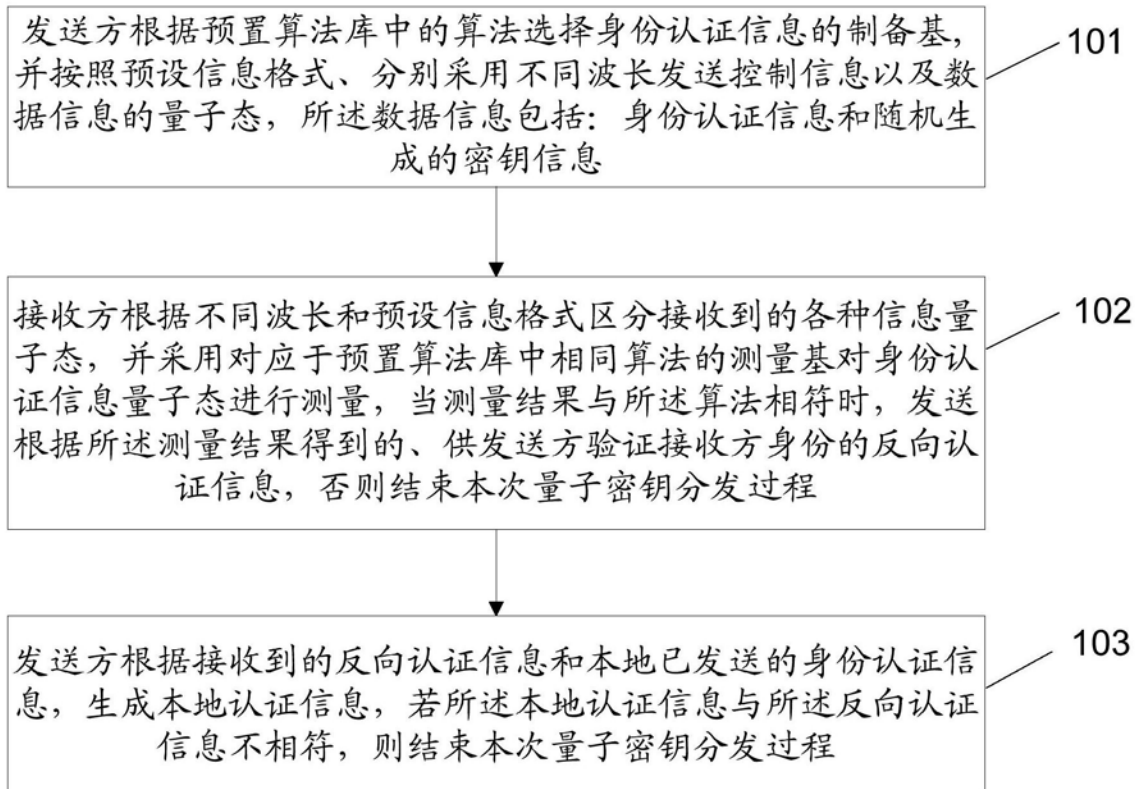 发送方根据预置算法库中的算法选择身份认证信息的制备基，
并按照预设信息格式、分别采用不同波长发送控制信息以及数
据信息的量子态，所述数据信息包括：身份认证信息和随机生
成的密钥信息
101
接收方根据不同波长和预设信息格式区分接收到的各种信息量
子态，并采用对应于预置算法库中相同算法的测量基对身份认
证信息量子态进行测量，当测量结果与所述算法相符时，发送
根据所述测量结果得到的、供发送方验证接收方身份的反向认
证信息，否则结束本次量子密钥分发过程
102
发送方根据接收到的反向认证信息和本地已发送的身份认证信
息，生成本地认证信息，若所述本地认证信息与所述反向认证
信息不相符，则结束本次量子密钥分发过程
103